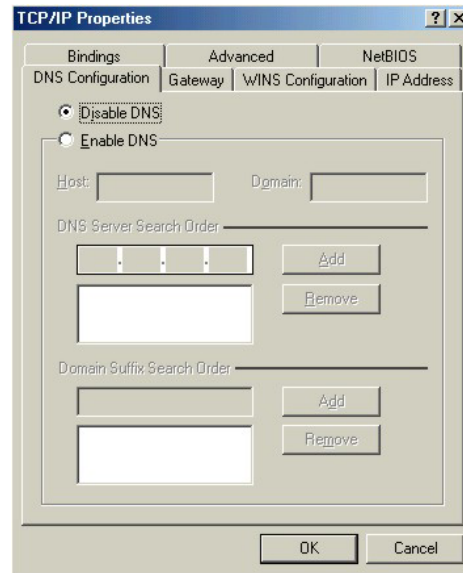 TCP/IP Properties
Bindings Advanced NetBIOS
DNS Configuration Gateway WINS Configuration IP Address
Disable DNS
Enable DNS
Host: Domain:
DNS Server Search Order
Add
Remove
Domain Suffix Search Order
Add
Remove
OK Cancel